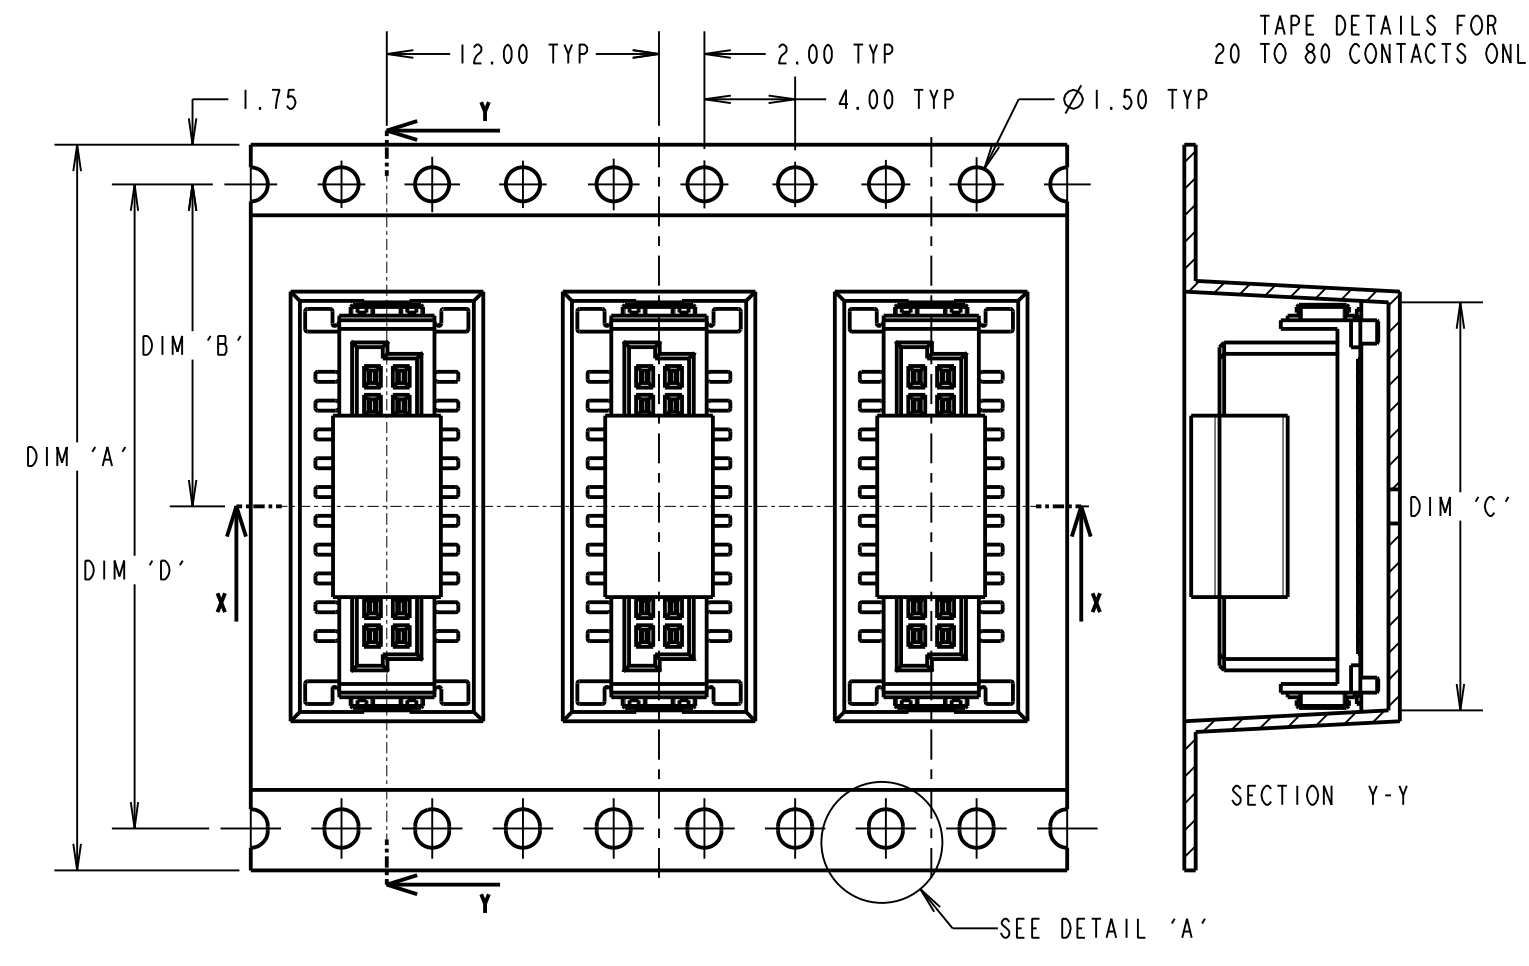 TAPE DETAILS FOR
20 TO 80 CONTACTS ONL
12.00 TYP
2.00 TYP
1.75
Y
4.00 TYP
Ø1.50 TYP
DIM 'B'
DIM 'A'
DIM 'C'
DIM 'D'
X
X
SECTION Y-Y
Y
SEE DETAIL 'A'